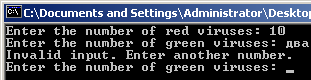 C:\Documents and Settings\Administrator\Desktop
Enter the number of red viruses: 10
Enter the number of green viruses: два
Invalid input. Enter another number.
Enter the number of green viruses: _